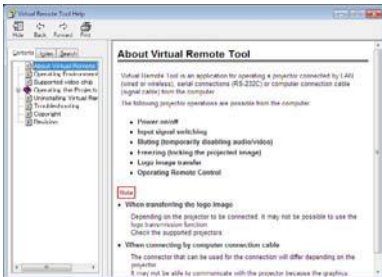 Virtual Remote Tool Help
Hide Back Forward Print
Contents Index Search
About Virtual Remote
Operating Environment
Supported video chip
Operating the Projecto
Uninstalling Virtual Rer
Troubleshooting
Copyright
Revision
About Virtual Remote Tool
Virtual Remote Tool is an application for operating a projector connected by LAN
(wired or wireless), serial connections (RS-232C) or computer connection cable
(signal cable) from the computer.
The following projector operations are possible from the computer.
• Power on/off
• Input signal switching
• Muting (temporarily disabling audio/video)
• Freezing (locking the projected image)
• Logo Image transfer
• Operating Remote Control
Note
• When transferring the logo image
Depending on the projector to be connected, it may not be possible to use the
logo transmission function.
Check the supported projectors
• When connecting by computer connection cable
The connector that can be used for the connection will differ depending on the
projector.
It may not be able to communicate with the projector because the graphics